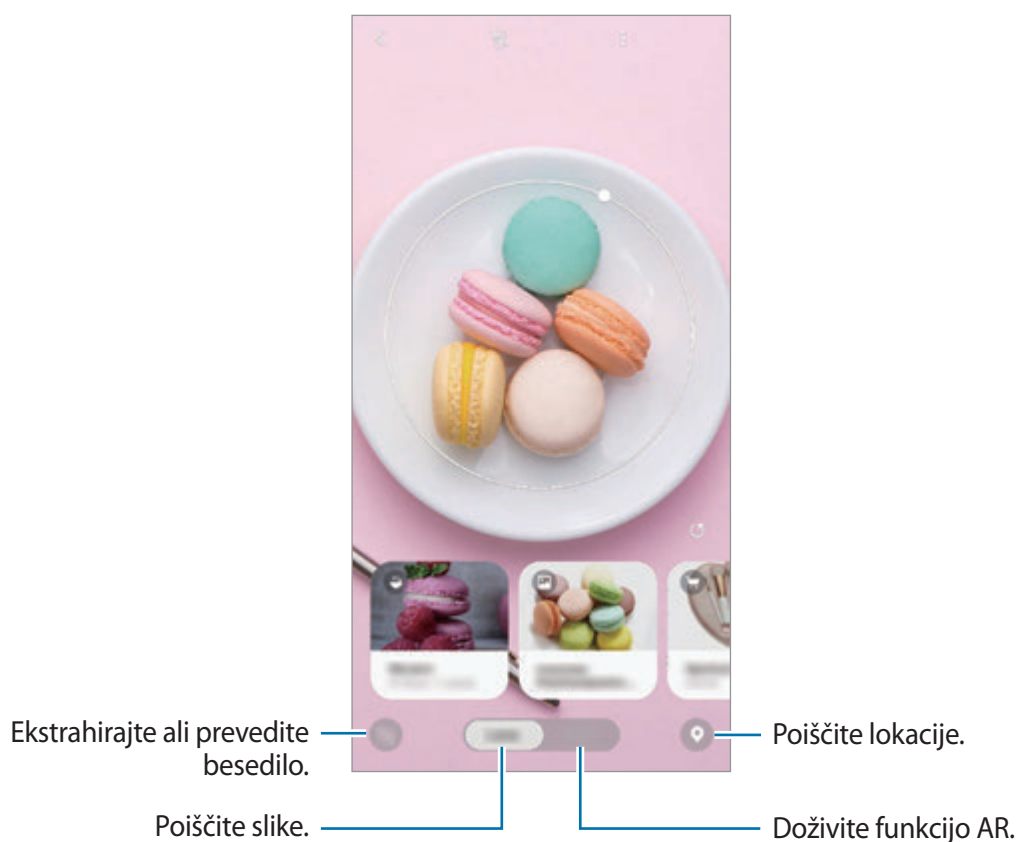 Ekstrahirajte ali prevedite
besedilo.
Poiščite lokacije.
Poiščite slike.
Doživite funkcijo AR.